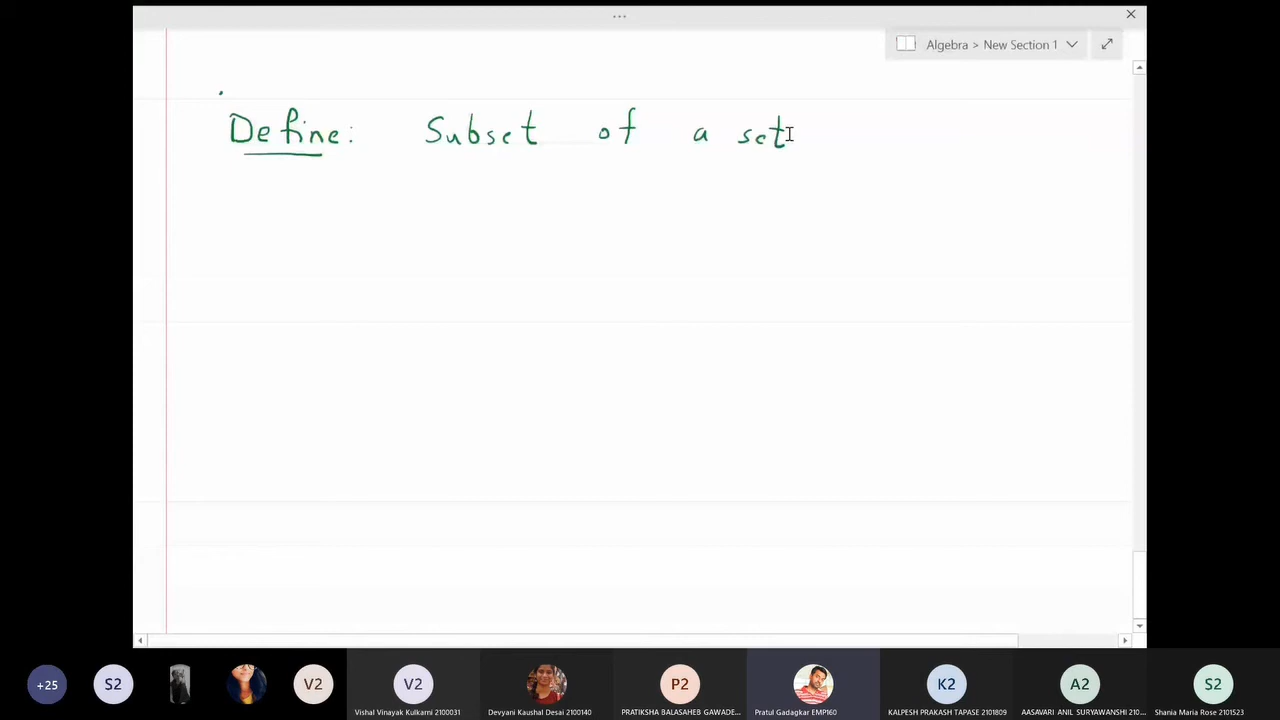 Algebra > New Section 1
Define: Subset of a set
+25
S2
V2
V2
P2
K2
A2
S2
Vishal Vinayak Kulkarni 2100031
Devyani Kaushal Desai 2100140
PRATIKSHA BALASAHEB GAWADE...
Pratul Gadagkar EMP160
KALPESH PRAKASH TAPASE 2101809
AASAVARI ANIL SURYAWANSHI 210...
Shania Maria Rose 2101523